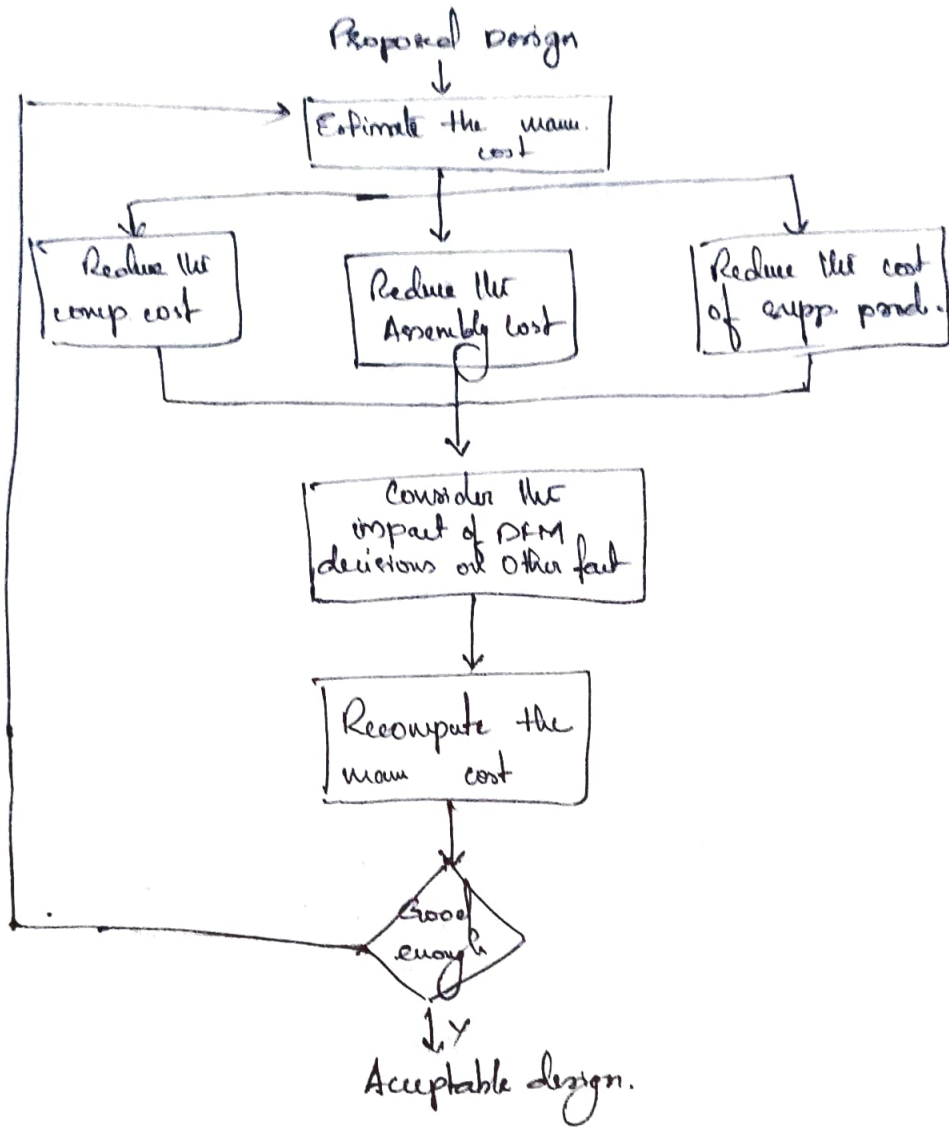 Proposed Design
Estimate the manu.
cost
Reduce the
comp. cost
Reduce the
Assembly cost
Reduce the cost
of supp. prod.
Consider the
impact of DFM
decisions on Other fact
Recompute the
manu cost
Good
enough
Y
Acceptable design.